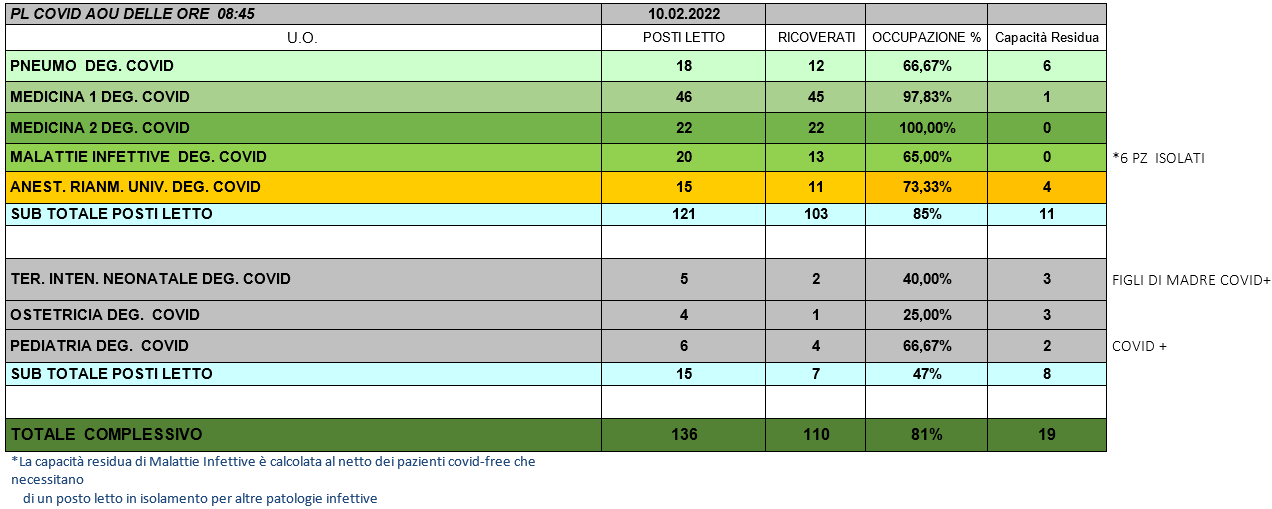 PL COVID AOU DELLE ORE 08:45 10.02.2022
U.O. POSTI LETTO RICOVERATI OCCUPAZIONE % Capacità Residua
PNEUMO DEG. COVID 18 12 66,67% 6
MEDICINA 1 DEG. COVID 46 45 97,83% 1
MEDICINA 2 DEG. COVID 22 22 100,00% 0
MALATTIE INFETTIVE DEG. COVID 20 13 65,00% 0 *6 PZ ISOLATI
ANEST. RIANM. UNIV. DEG. COVID 15 11 73,33% 4
SUB TOTALE POSTI LETTO 121 103 85% 11
TER. INTEN. NEONATALE DEG. COVID 5 2 40,00% 3 FIGLI DI MADRE COVID+
OSTETRICIA DEG. COVID 4 1 25,00% 3
PEDIATRIA DEG. COVID 6 4 66,67% 2 COVID +
SUB TOTALE POSTI LETTO 15 7 47% 8
TOTALE COMPLESSIVO 136 110 81% 19
*La capacità residua di Malattie Infettive è calcolata al netto dei pazienti covid-free che
necessitano
di un posto letto in isolamento per altre patologie infettive